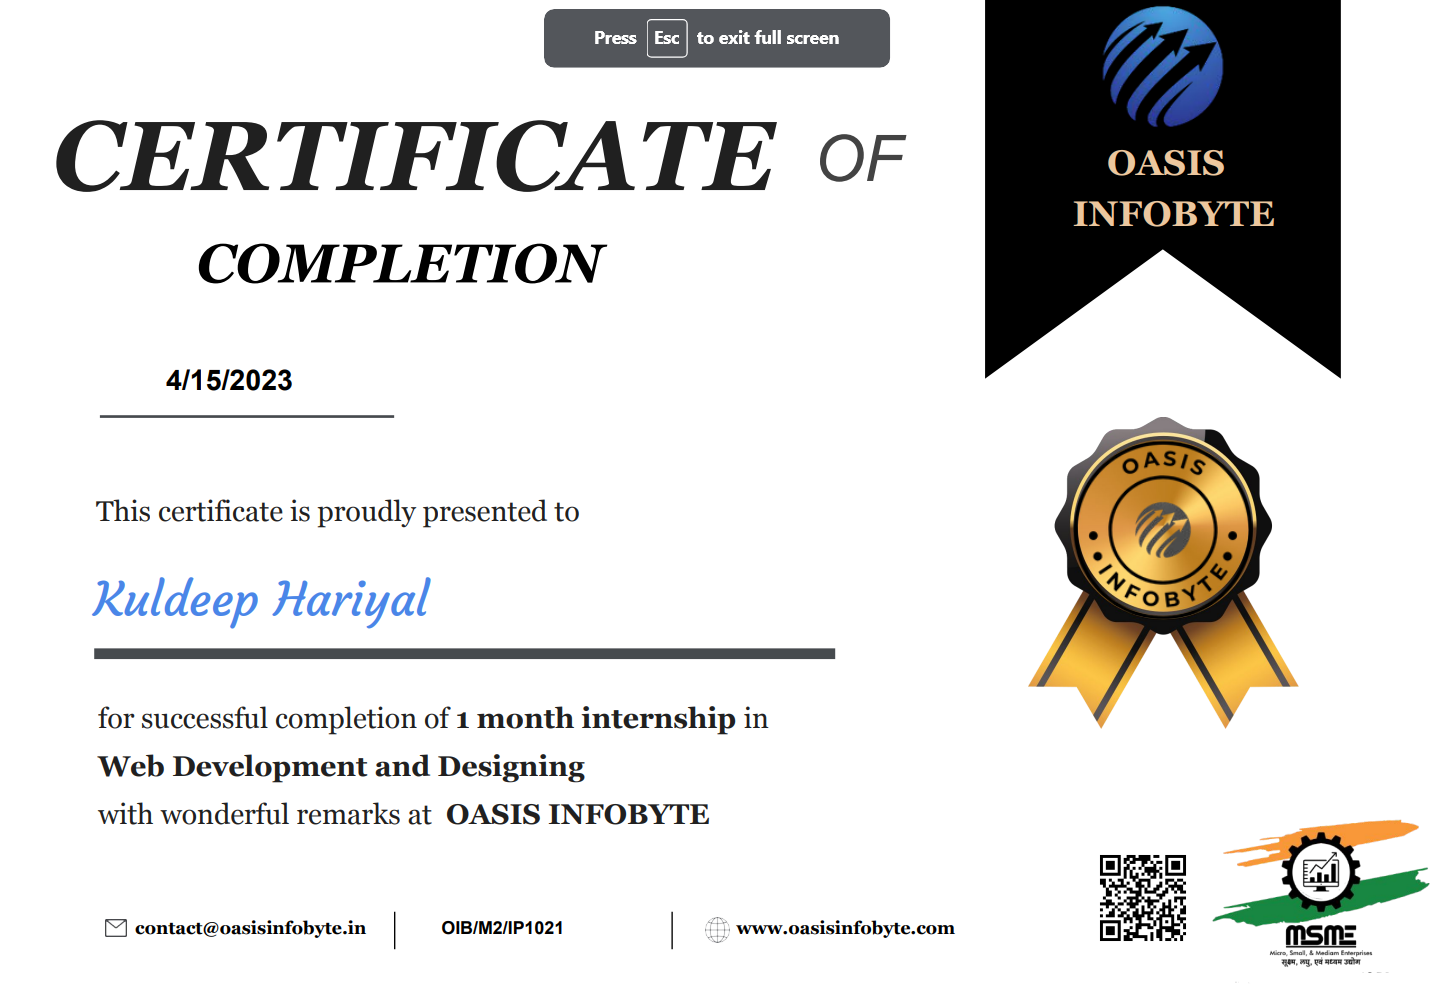 Press Esc to exit full screen
CERTIFICATE OF
COMPLETION
OASIS
INFOBYTE
4/15/2023
OASIS
INFOBYTE
This certificate is proudly presented to
Kuldeep Hariyal
for successful completion of 1 month internship in
Web Development and Designing
with wonderful remarks at OASIS INFOBYTE
contact@oasisinfobyte.in
OIB/M2/IP1021
www.oasisinfobyte.com
MSME
Micro, Small, & Mediam Enterprises
सूक्ष्म, लघु, एवं मध्यम उद्योग